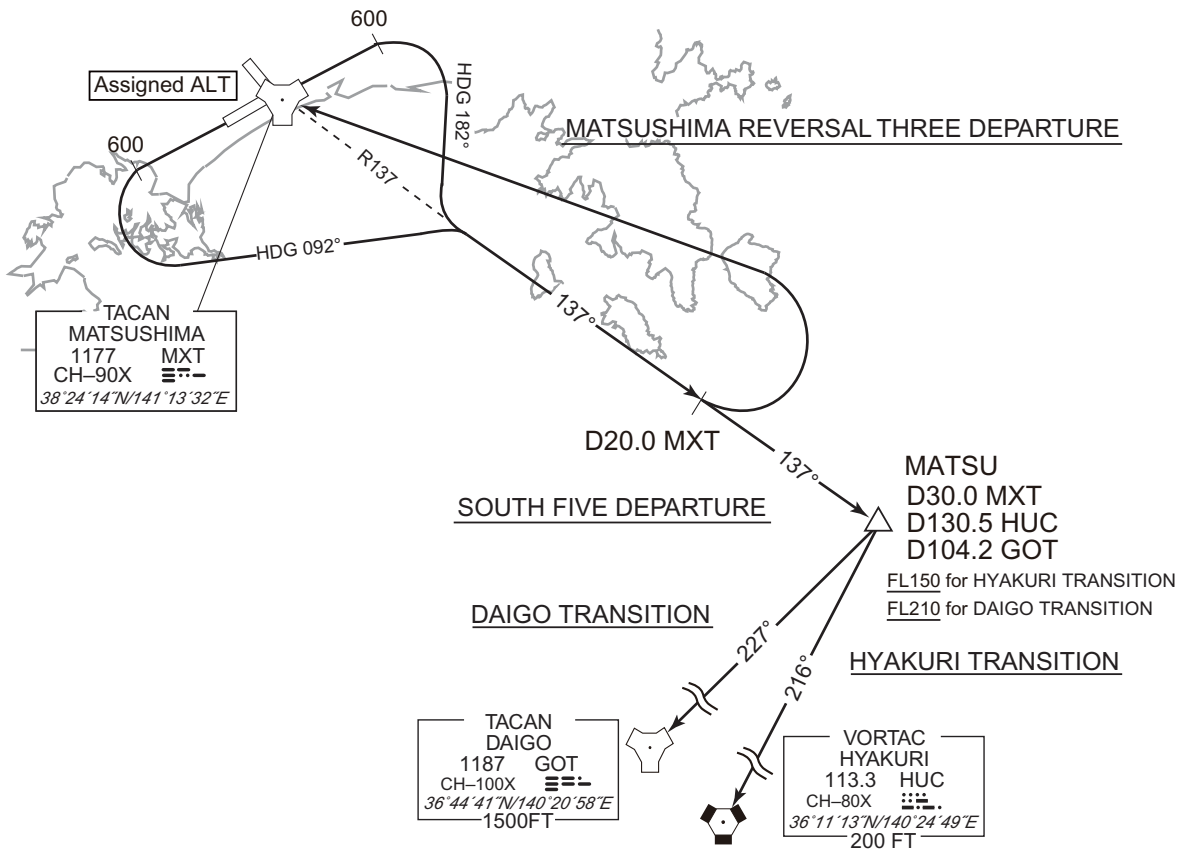 600
Assigned ALT
HDG 182°
MATSUSHIMA REVERSAL THREE DEPARTURE
600
R137
HDG 092°
137°
TACAN
MATSUSHIMA
1177 MXT
CH–90X
38°24´14˝N/141°13´32˝E
D20.0 MXT
137°
MATSU
D30.0 MXT
D130.5 HUC
D104.2 GOT
FL150 for HYAKURI TRANSITION
FL210 for DAIGO TRANSITION
SOUTH FIVE DEPARTURE
DAIGO TRANSITION
227°
216°
HYAKURI TRANSITION
TACAN
DAIGO
1187 GOT
CH–100X
36°44´41˝N/140°20´58˝E
1500FT
VORTAC
HYAKURI
113.3 HUC
CH–80X
36°11´13˝N/140°24´49˝E
200 FT